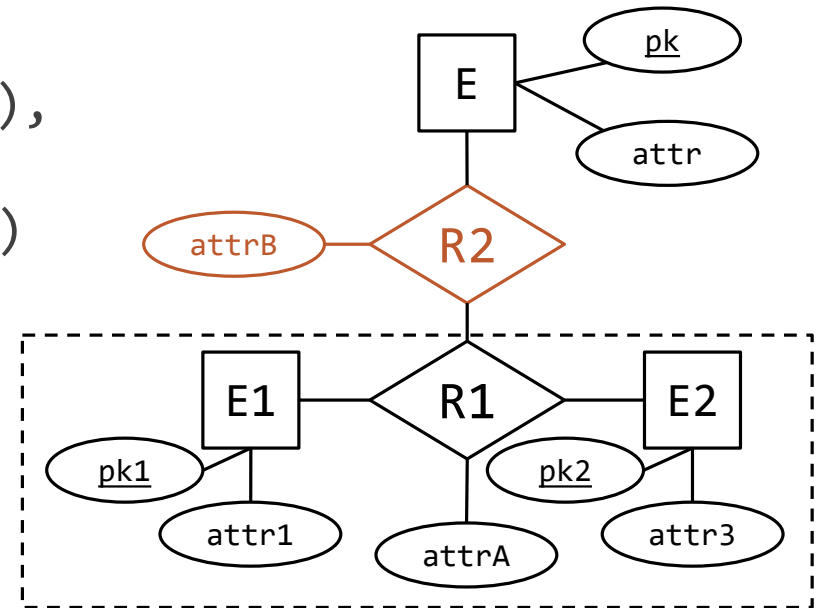 pk
E
),
attr
)
attrB
R2
E1
R1
E2
pk1
pk2
attr1
attrA
attr3